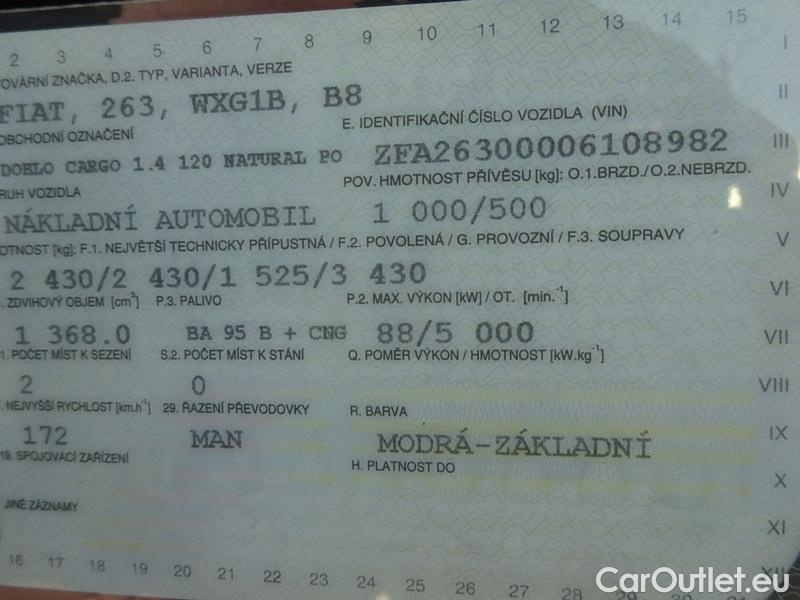 2 3 4 5 6 7 8 9 10 11 12 13 14 15
I
TOVÁRNÍ ZNAČKA, D.2. TYP, VARIANTA, VERZE
FIAT, 263, WXG1B, B8
II
OBCHODNÍ OZNAČENÍ
E. IDENTIFIKAČNÍ ČÍSLO VOZIDLA (VIN)
DOBLO CARGO 1.4 120 NATURAL PO ZFA26300006108982
III
RUH VOZIDLA
POV. HMOTNOST PŘÍVĚSU [kg]: O.1.BRZD./O.2.NEBRZD.
IV
NÁKLADNÍ AUTOMOBIL 1 000/500
OTNOST [kg]: F.1. NEJVĚTŠÍ TECHNICKY PŘÍPUSTNÁ / F.2. POVOLENÁ / G. PROVOZNÍ / F.3. SOUPRAVY
V
2 430/2 430/1 525/3 430
VI
. ZDVIHOVÝ OBJEM [cm³] P.3. PALIVO P.2. MAX. VÝKON [kW] / OT. [min.⁻¹]
1 368.0 BA 95 B + CNG 88/5 000
VII
1. POČET MÍST K SEZENÍ S.2. POČET MÍST K STÁNÍ Q. POMĚR VÝKON / HMOTNOST [kW.kg⁻¹]
2 0
VIII
. NEJVYŠŠÍ RYCHLOST [km.h⁻¹] 29. ŘAZENÍ PŘEVODOVKY R. BARVA
172 MAN MODRÁ-ZÁKLADNÍ
IX
19. SPOJOVACÍ ZAŘÍZENÍ H. PLATNOST DO
X
JINÉ ZÁZNAMY
XI
16 17 18 19 20 21 22 23 24 25 26 27 28
CarOutlet.eu